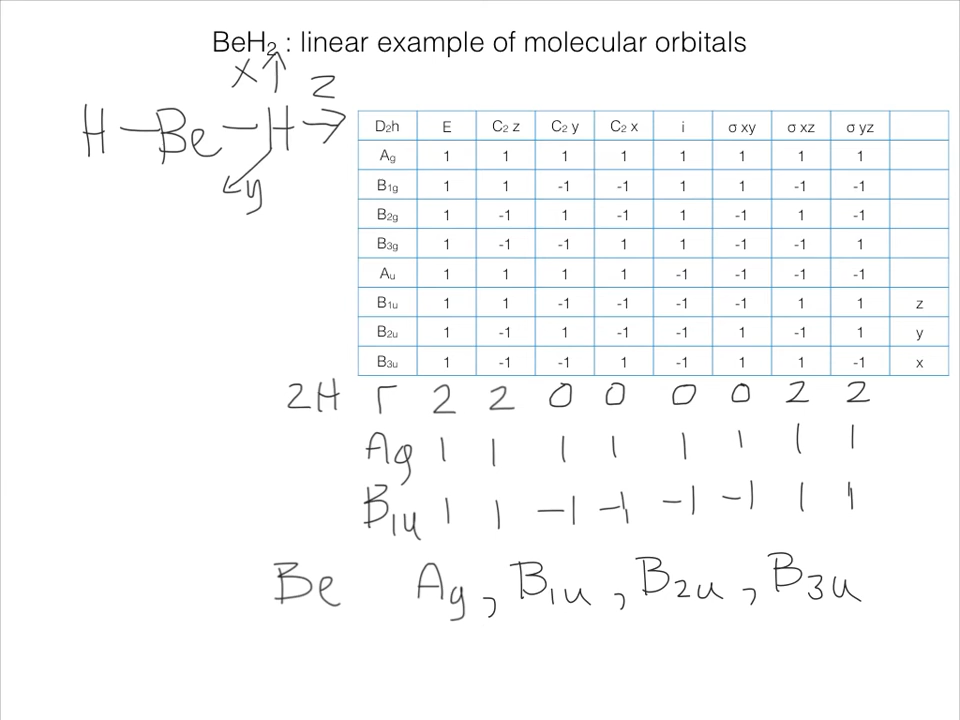 BeH₂ : linear example of molecular orbitals
x z
H-Be-H
y
D2h E C2 z C2 y C2 x i σ xy σ xz σ yz
Ag 1 1 1 1 1 1 1 1
B1g 1 1 -1 -1 1 1 -1 -1
B2g 1 -1 1 -1 1 -1 1 -1
B3g 1 -1 -1 1 1 -1 -1 1
Au 1 1 1 1 -1 -1 -1 -1
B1u 1 1 -1 -1 -1 -1 1 1 z
B2u 1 -1 1 -1 -1 1 -1 1 y
B3u 1 -1 -1 1 -1 1 1 -1 x
2H Γ 2 2 0 0 0 0 2 2
Ag 1 1 1 1 1 1 1 1
B1u 1 1 -1 -1 -1 -1 1 1
Be Ag, B1u, B2u, B3u